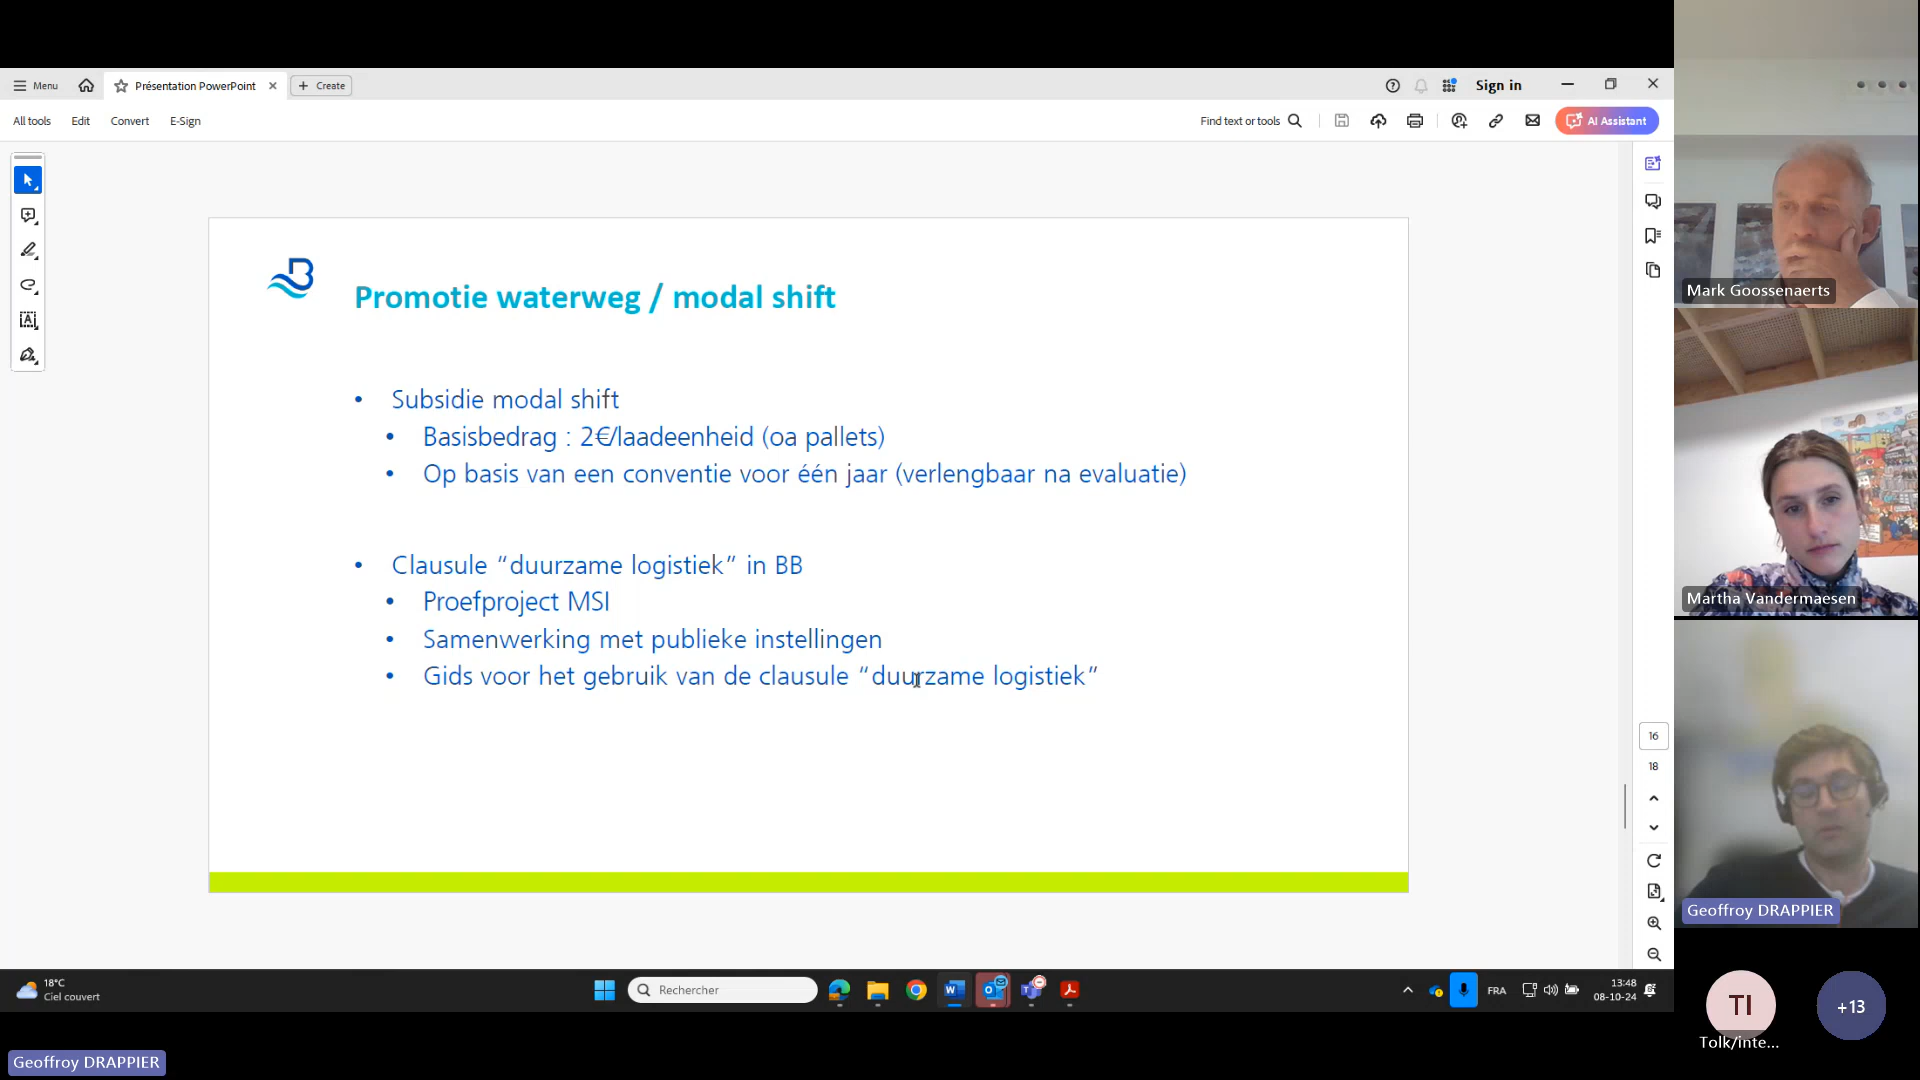 Menu
Présentation PowerPoint
Create
Sign in
All tools
Edit
Convert
E-Sign
Find text or tools
AI Assistant
Promotie waterweg / modal shift
• Subsidie modal shift
• Basisbedrag : 2€/laadeenheid (oa pallets)
• Op basis van een conventie voor één jaar (verlengbaar na evaluatie)
• Clausule “duurzame logistiek” in BB
• Proefproject MSI
• Samenwerking met publieke instellingen
• Gids voor het gebruik van de clausule “duurzame logistiek”
16
18
18°C
Ciel couvert
Rechercher
FRA
13:48
08-10-24
Mark Goossenaerts
Martha Vandermaesen
Geoffroy DRAPPIER
TI
Tolk/inte...
+13
Geoffroy DRAPPIER